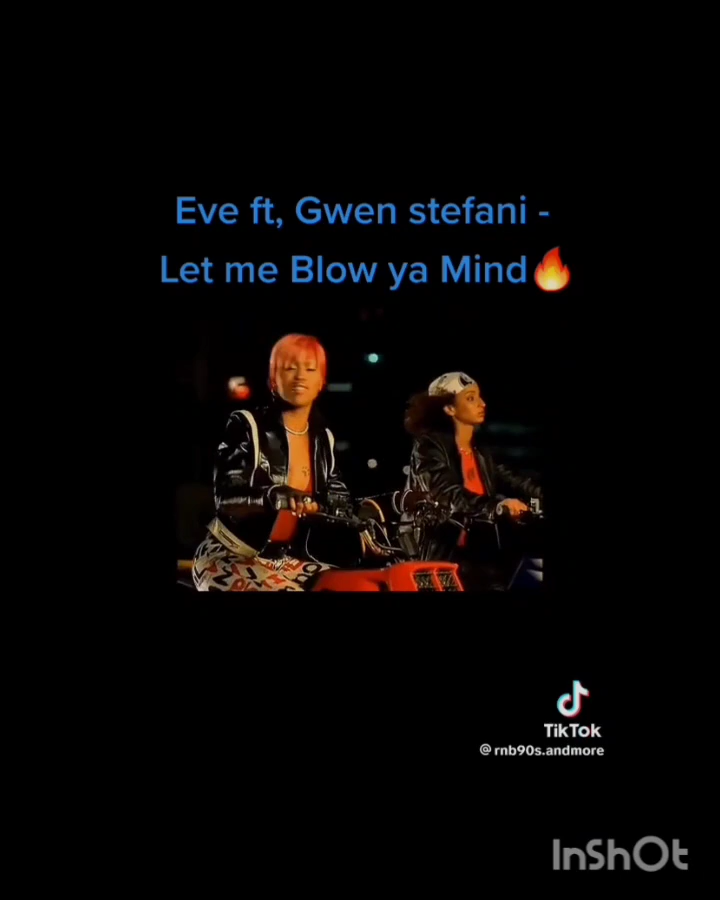 Eve ft, Gwen stefani -
Let me Blow ya Mind🔥
TikTok
@rnb90s.andmore
InShOt